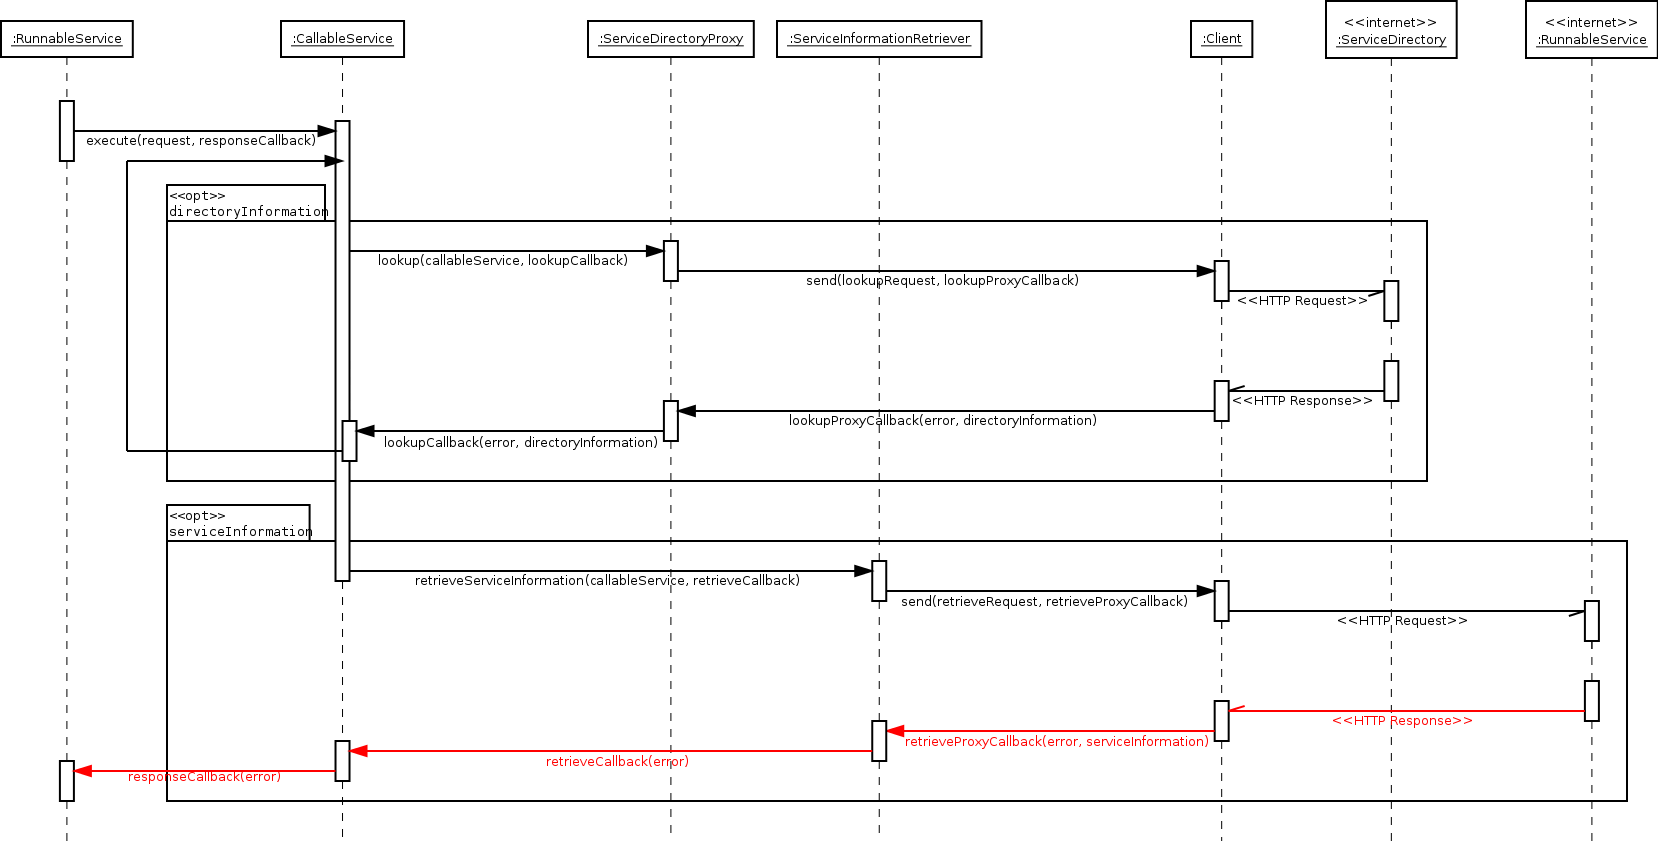 :RunnableService
:CallableService
:ServiceDirectoryProxy
:ServiceInformationRetriever
:Client
<<internet>>
:ServiceDirectory
<<internet>>
:RunnableService
execute(request, responseCallback)
<<opt>>
directoryInformation
lookup(callableService, lookupCallback)
send(lookupRequest, lookupProxyCallback)
<<HTTP Request>>
<<HTTP Response>>
lookupProxyCallback(error, directoryInformation)
lookupCallback(error, directoryInformation)
<<opt>>
serviceInformation
retrieveServiceInformation(callableService, retrieveCallback)
send(retrieveRequest, retrieveProxyCallback)
<<HTTP Request>>
<<HTTP Response>>
retrieveProxyCallback(error, serviceInformation)
retrieveCallback(error)
responseCallback(error)